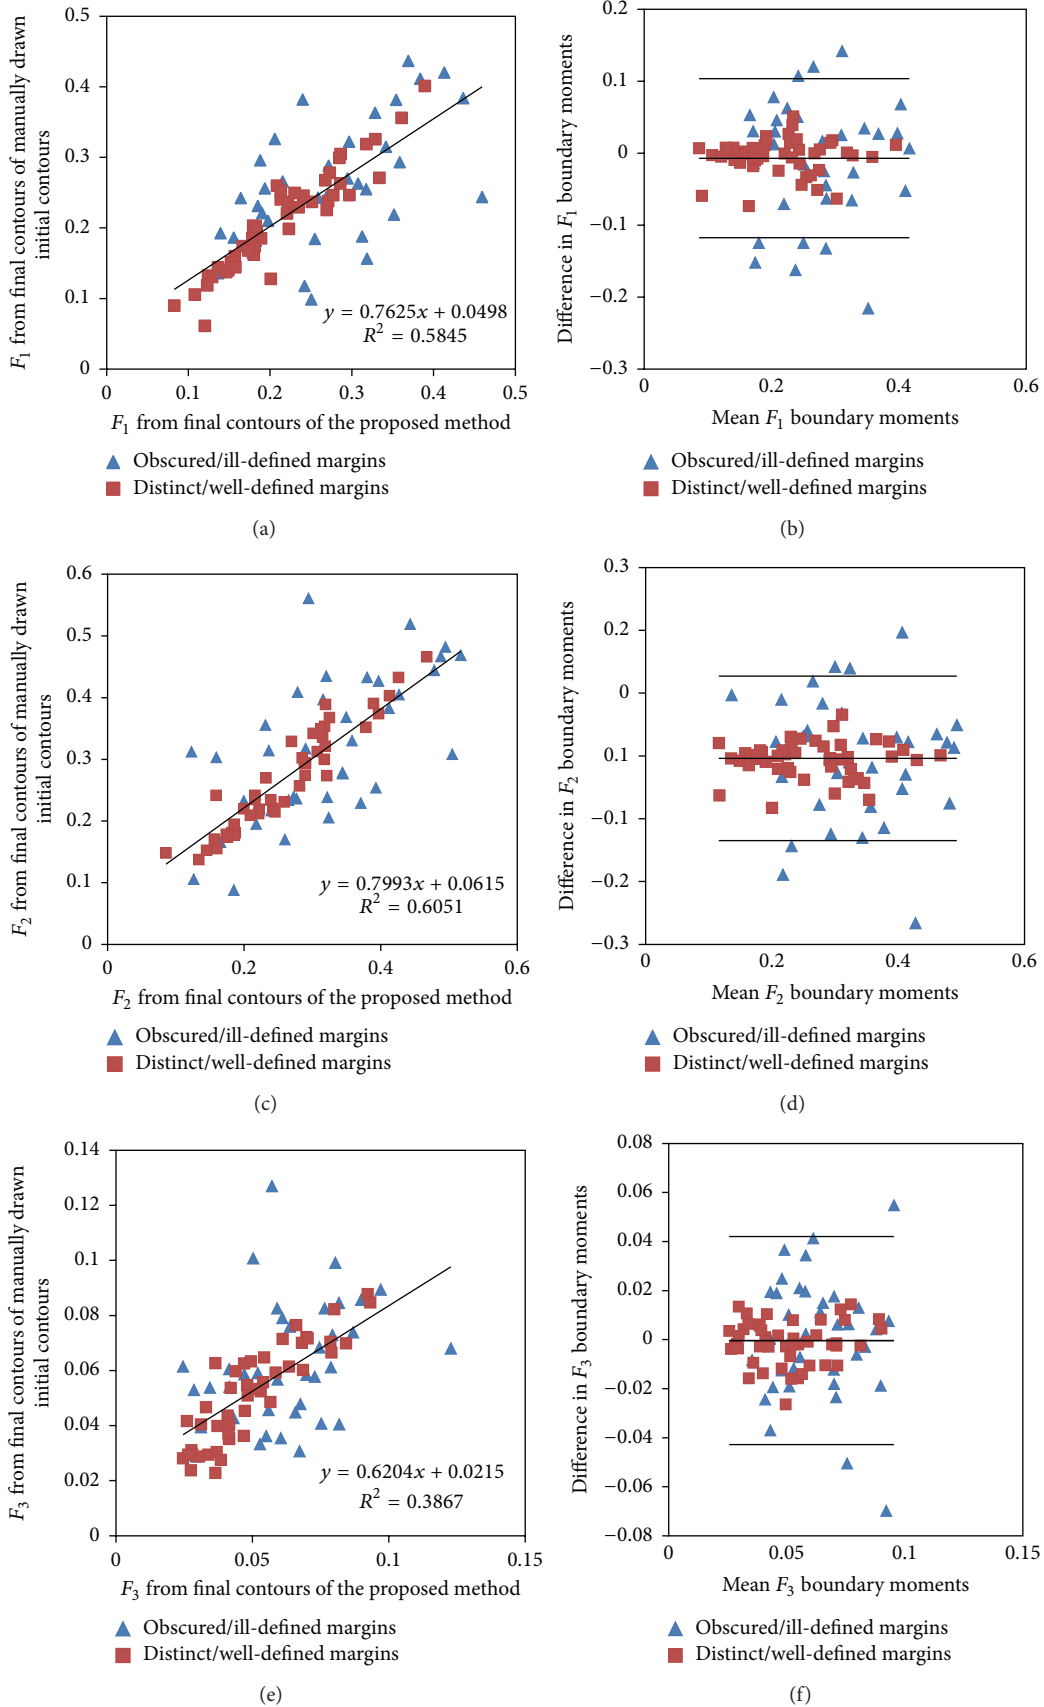 0.5
0.4
0.3
0.2
0.1
0
0 0.1 0.2 0.3 0.4 0.5
F1 from final contours of manually drawn
initial contours
y = 0.7625x + 0.0498
R2 = 0.5845
F1 from final contours of the proposed method
Obscured/ill-defined margins
Distinct/well-defined margins
(a)
0.2
0.1
0
−0.1
−0.2
−0.3
0 0.2 0.4 0.6
Difference in F1 boundary moments
Mean F1 boundary moments
Obscured/ill-defined margins
Distinct/well-defined margins
(b)
0.6
0.5
0.4
0.3
0.2
0.1
0
0 0.2 0.4 0.6
F2 from final contours of manually drawn
initial contours
y = 0.7993x + 0.0615
R2 = 0.6051
F2 from final contours of the proposed method
Obscured/ill-defined margins
Distinct/well-defined margins
(c)
0.3
0.2
0
0.1
−0.1
−0.2
−0.3
0 0.2 0.4 0.6
Difference in F2 boundary moments
Mean F2 boundary moments
Obscured/ill-defined margins
Distinct/well-defined margins
(d)
0.14
0.12
0.1
0.08
0.06
0.04
0.02
0
0 0.05 0.1 0.15
F3 from final contours of manually drawn
initial contours
y = 0.6204x + 0.0215
R2 = 0.3867
F3 from final contours of the proposed method
Obscured/ill-defined margins
Distinct/well-defined margins
(e)
0.08
0.06
0.04
0.02
0
−0.02
−0.04
−0.06
−0.08
0 0.05 0.1 0.15
Difference in F3 boundary moments
Mean F3 boundary moments
Obscured/ill-defined margins
Distinct/well-defined margins
(f)